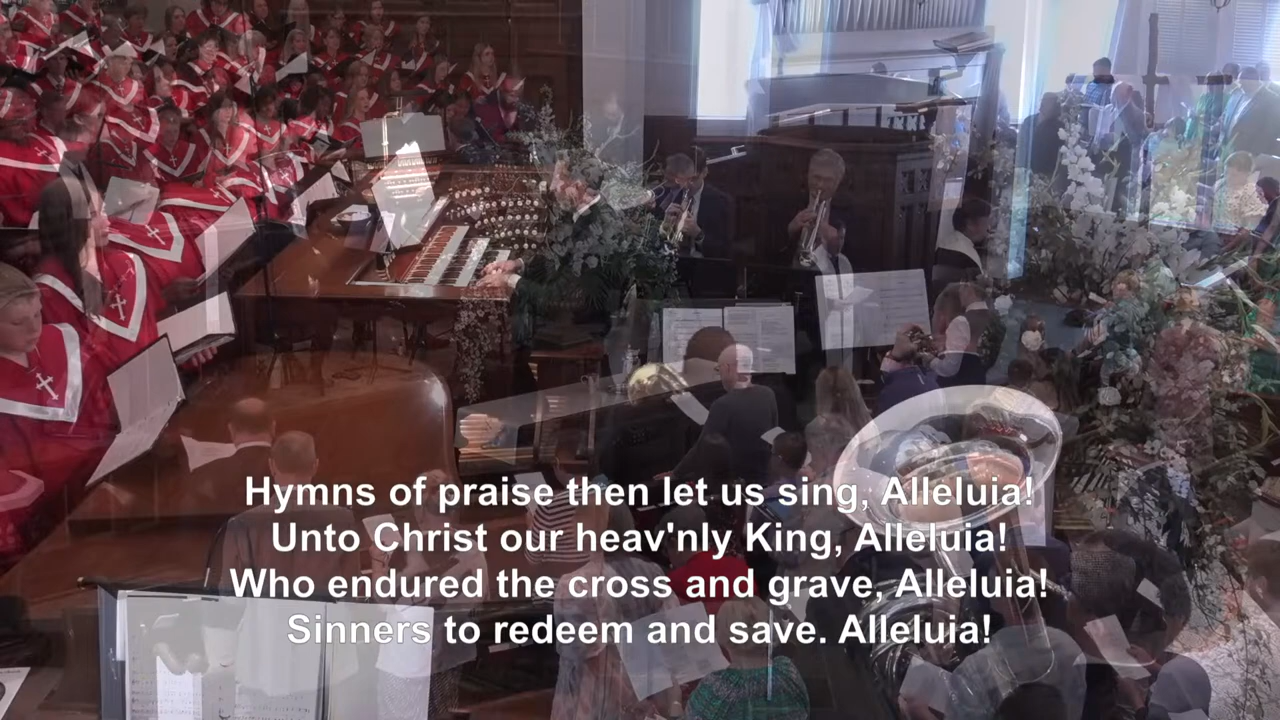 Hymns of praise then let us sing, Alleluia!
Unto Christ our heav'nly King, Alleluia!
Who endured the cross and grave, Alleluia!
Sinners to redeem and save. Alleluia!